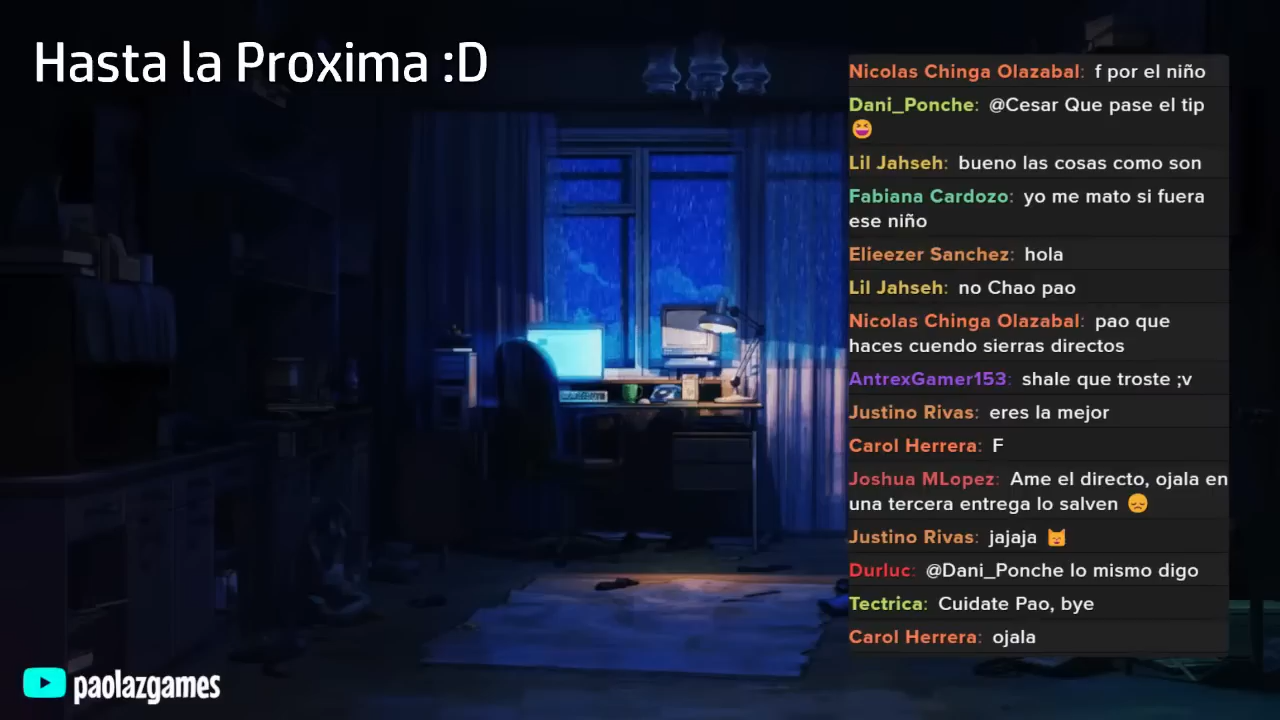 Hasta la Proxima :D
Nicolas Chinga Olazabal: f por el niño
Dani_Ponche: @Cesar Que pase el tip
😆
Lil Jahseh: bueno las cosas como son
Fabiana Cardozo: yo me mato si fuera
ese niño
Elieezer Sanchez: hola
Lil Jahseh: no Chao pao
Nicolas Chinga Olazabal: pao que
haces cuendo sierras directos
AntrexGamer153: shale que troste ;v
Justino Rivas: eres la mejor
Carol Herrera: F
Joshua MLopez: Ame el directo, ojala en
una tercera entrega lo salven 😞
Justino Rivas: jajaja 😸
Durluc: @Dani_Ponche lo mismo digo
Tectrica: Cuidate Pao, bye
Carol Herrera: ojala
paolazgames